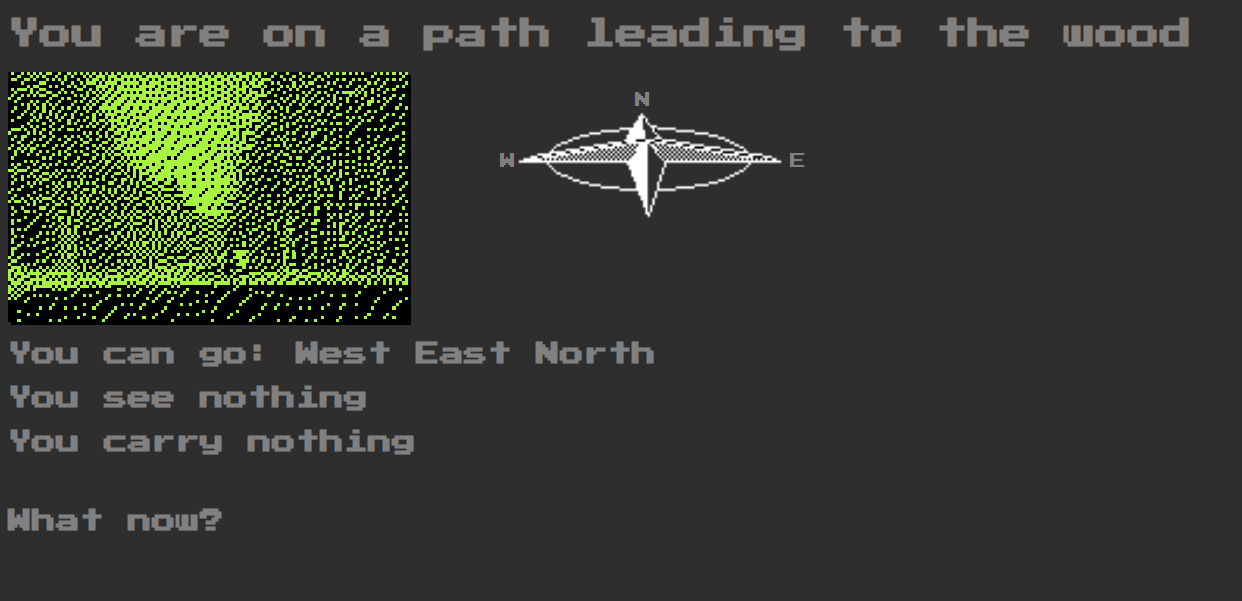 You are on a path leading to the wood
N
W E
You can go: West East North
You see nothing
You carry nothing
What now?